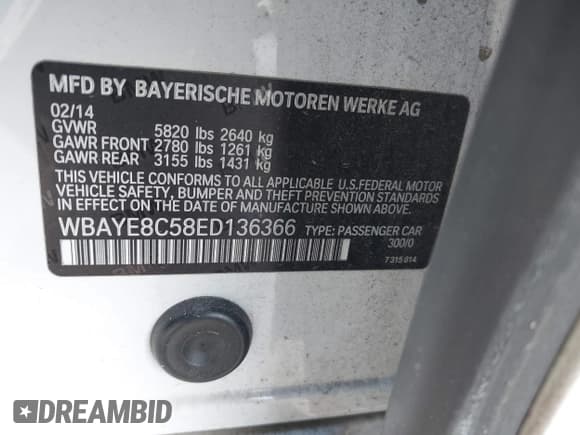 MFD BY BAYERISCHE MOTOREN WERKE AG
02/14
GVWR 5820 lbs 2640 kg
GAWR FRONT 2780 lbs 1261 kg
GAWR REAR 3155 lbs 1431 kg
THIS VEHICLE CONFORMS TO ALL APPLICABLE U.S.FEDERAL MOTOR
VEHICLE SAFETY, BUMPER AND THEFT PREVENTION STANDARDS
IN EFFECT ON THE DATE OF MANUFACTURE SHOWN ABOVE.
WBAYE8C58ED136366 TYPE: PASSENGER CAR
300/0
7 315 014
DREAMBID